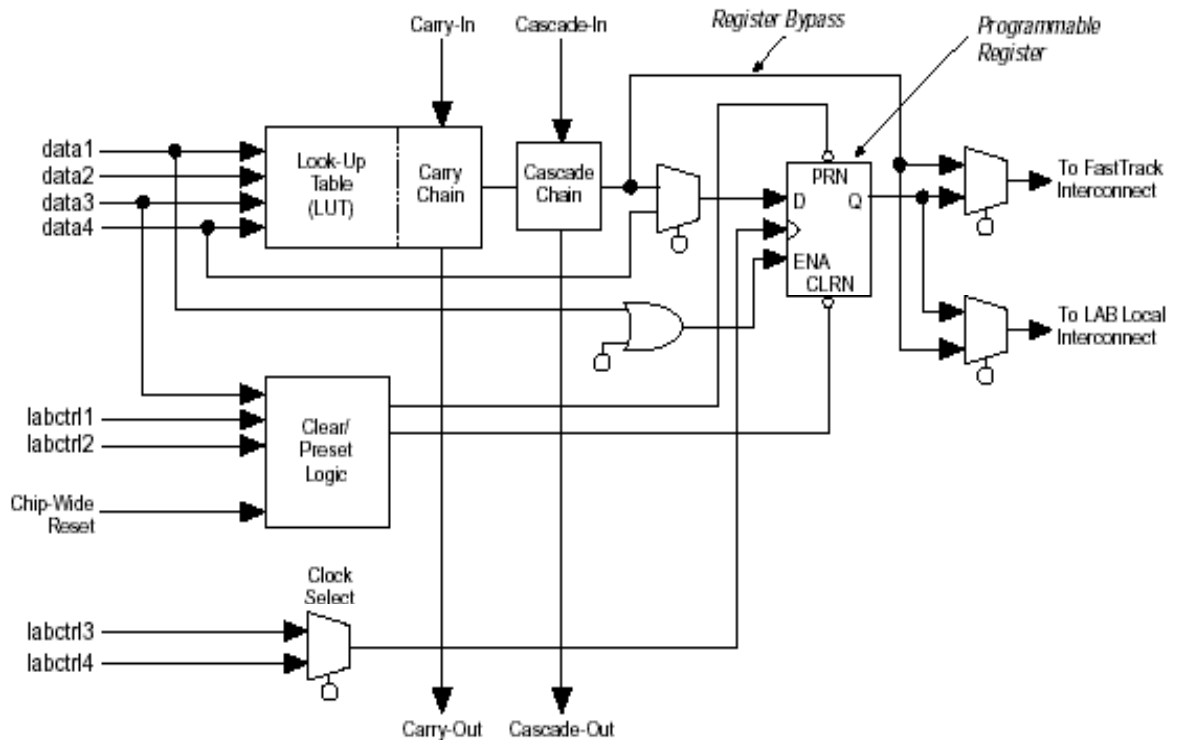 Carry-In
Cascade-In
Register Bypass
Programmable
Register
data1
data2
data3
data4
Look-Up
Table
(LUT)
Carry
Chain
Cascade
Chain
PRN
D
Q
ENA
CLRN
To FastTrack
Interconnect
To LAB Local
Interconnect
labctrl1
labctrl2
Clear/
Preset
Logic
Chip-Wide
Reset
Clock
Select
labctrl3
labctrl4
Carry-Out
Cascade-Out